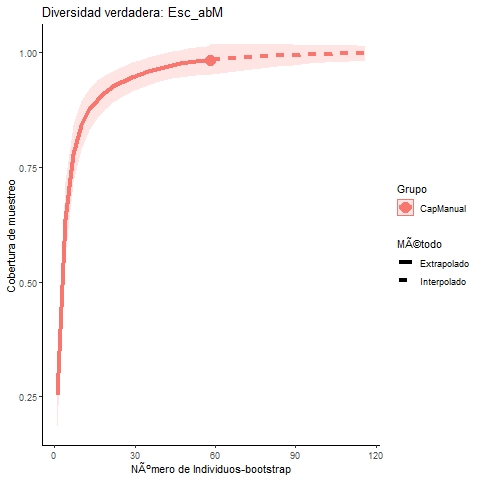 Diversidad verdadera: Esc_abM
1.00
0.75
0.50
0.25
Cobertura de muestreo
0
30
60
90
120
NÃºmero de Individuos-bootstrap
Grupo
CapManual
MÃ©todo
Extrapolado
Interpolado